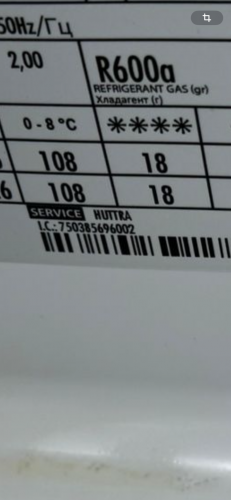 50Hz/Гц
2,00
R600a
REFRIGERANT GAS (gr)
Хладагент (г)
0 - 8 °C ✳✳✳✳
108 18
108 18
SERVICE HUTTRA
I.C.: 750385696002